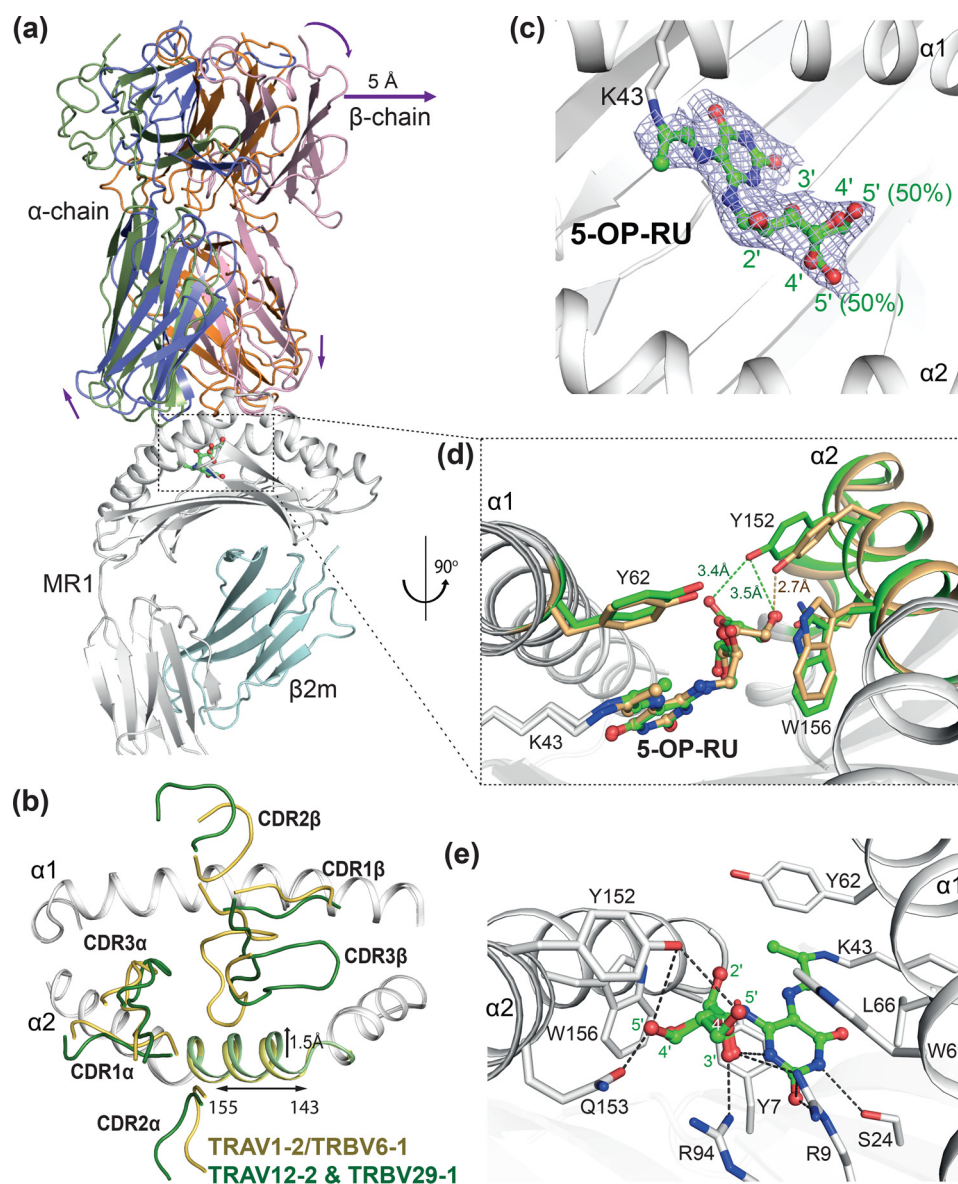 (a)
5 Å
β-chain
α-chain
MR1
β2m
90°
(b)
α1
CDR2β
CDR1β
CDR3α
CDR3β
α2
1.5Å
CDR1α
155
143
CDR2α
TRAV1-2/TRBV6-1
TRAV12-2 & TRBV29-1
(c)
α1
K43
3'
4'
5' (50%)
5-OP-RU
2'
4'
5' (50%)
α2
(d)
α2
α1
Y152
3.4Å
Y62
3.5Å
2.7Å
K43
W156
5-OP-RU
(e)
α1
Y62
Y152
K43
2'
5'
α2
L66
W156
5'
4'
4'
3'
W6
Q153
Y7
S24
R94
R9